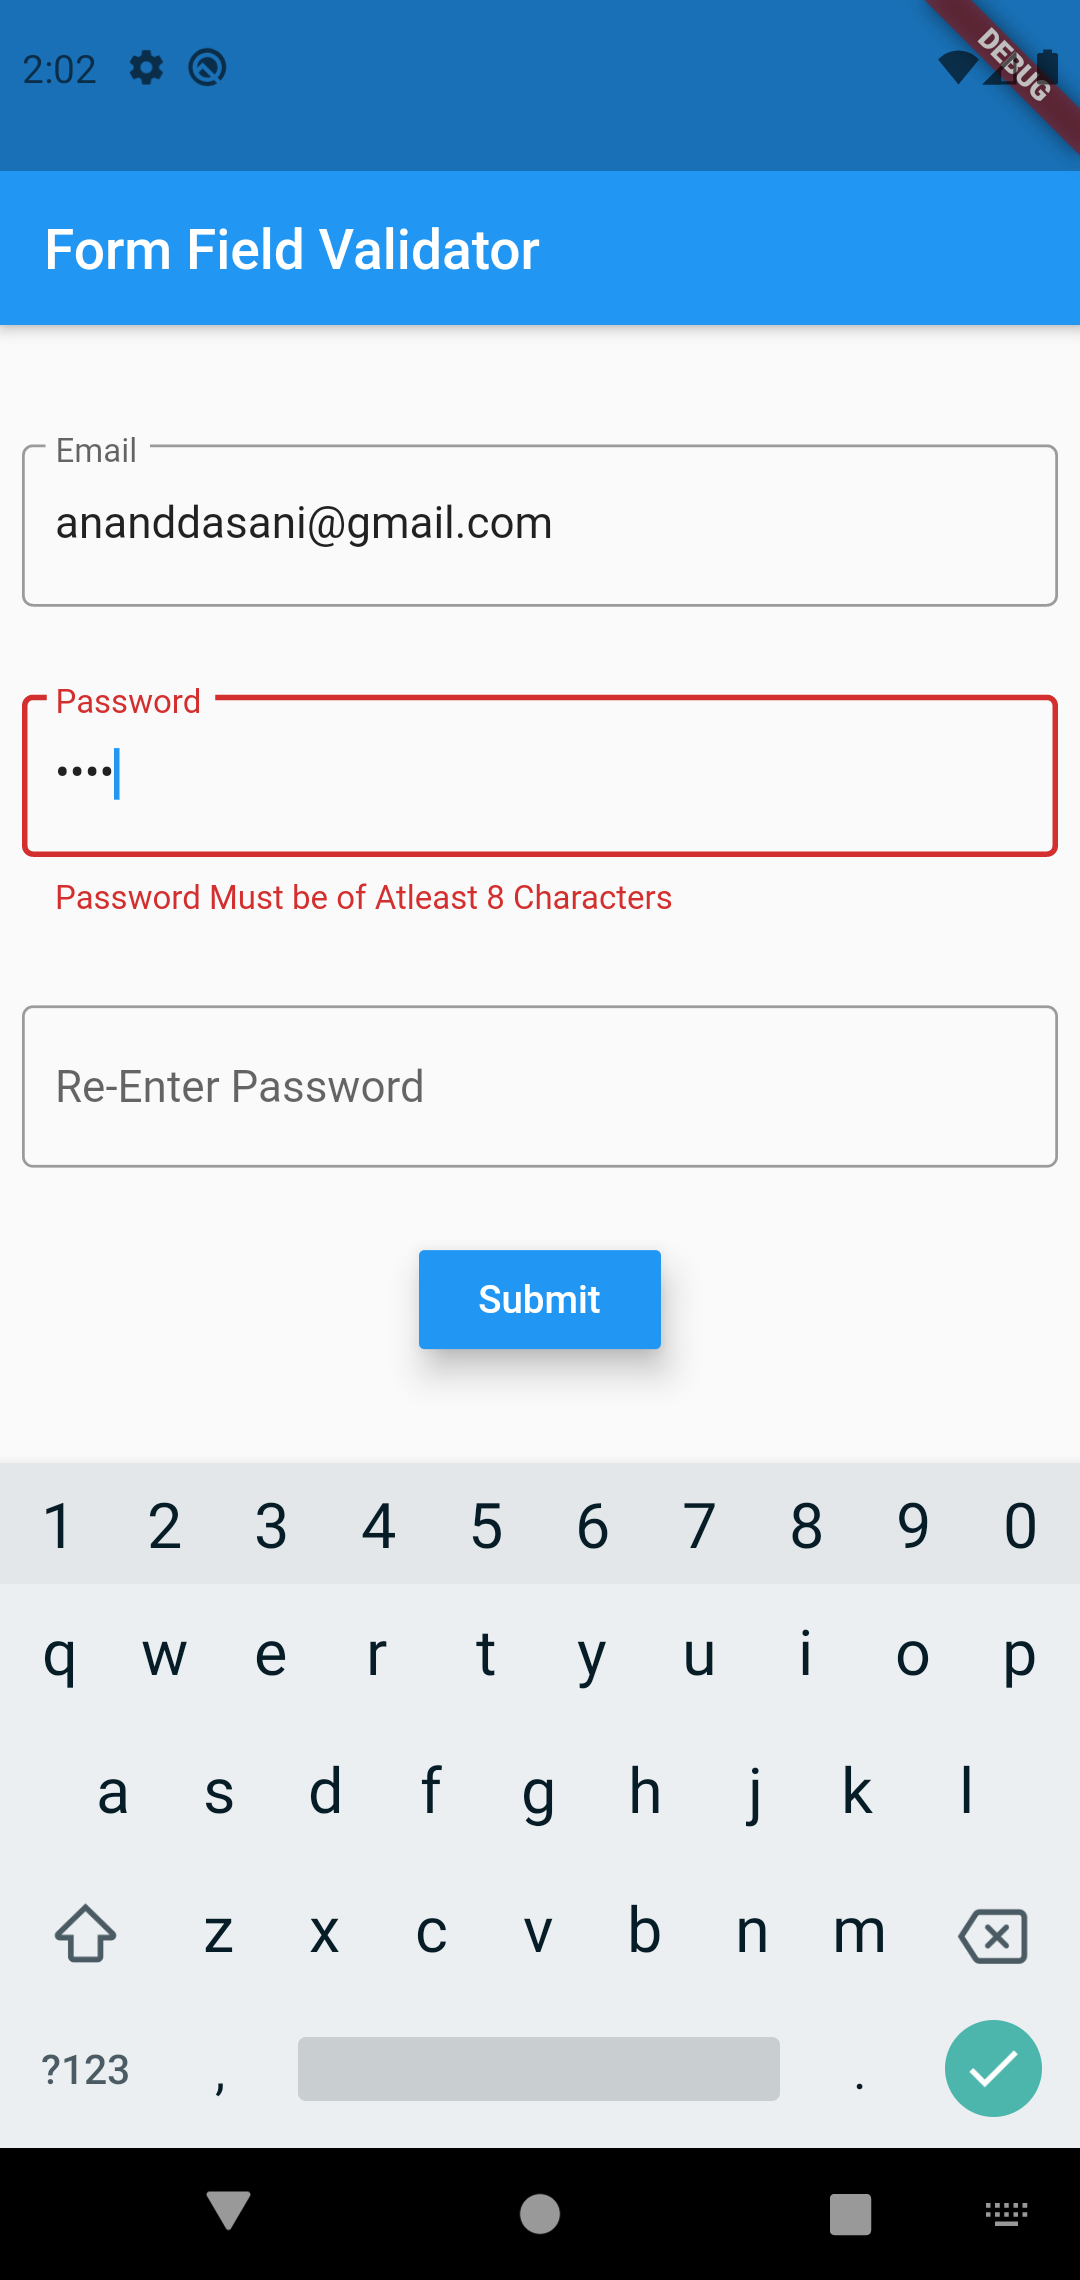 2:02
DEBUG
Form Field Validator
Email
ananddasani@gmail.com
Password
••••
Password Must be of Atleast 8 Characters
Re-Enter Password
Submit
1 2 3 4 5 6 7 8 9 0
q w e r t y u i o p
a s d f g h j k l
z x c v b n m
?123 , .